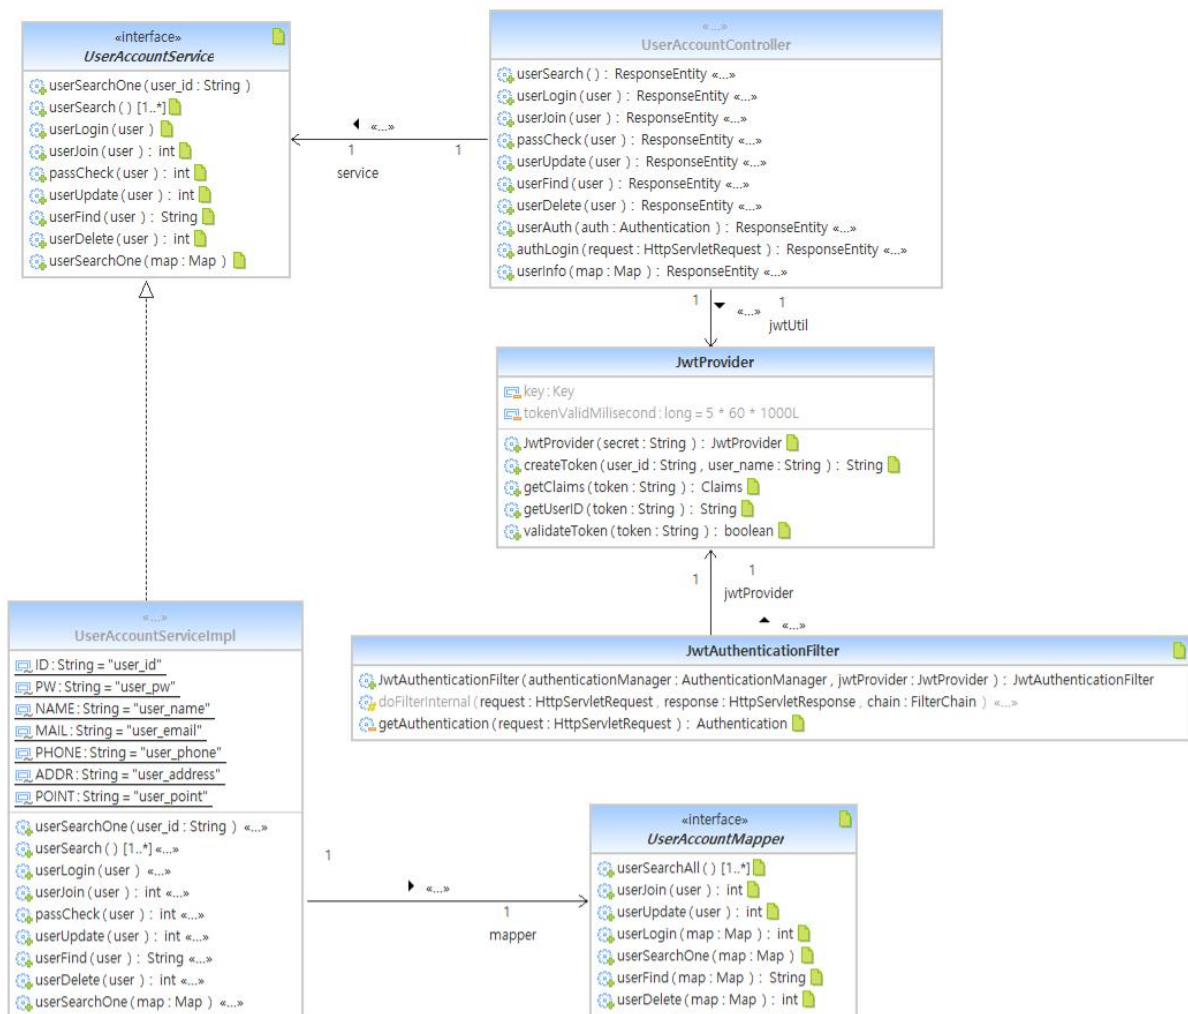 «interface»
UserAccountService
userSearchOne (user_id : String )
userSearch ( ) [1..*]
userLogin (user )
userJoin (user ) : int
passCheck (user ) : int
userUpdate (user ) : int
userFind (user ) : String
userDelete (user ) : int
userSearchOne (map : Map )
«...»
1
1
service
«...»
UserAccountController
userSearch ( ) : ResponseEntity «...»
userLogin (user ) : ResponseEntity «...»
userJoin (user ) : ResponseEntity «...»
passCheck (user ) : ResponseEntity «...»
userUpdate (user ) : ResponseEntity «...»
userFind (user ) : ResponseEntity «...»
userDelete (user ) : ResponseEntity «...»
userAuth (auth : Authentication ) : ResponseEntity «...»
authLogin (request : HttpServletRequest ) : ResponseEntity «...»
userInfo (map : Map ) : ResponseEntity «...»
1
«...»
1
jwtUtil
JwtProvider
key : Key
tokenValidMilisecond : long = 5 * 60 * 1000L
JwtProvider (secret : String ) : JwtProvider
createToken (user_id : String , user_name : String ) : String
getClaims (token : String ) : Claims
getUserID (token : String ) : String
validateToken (token : String ) : boolean
1
1
jwtProvider
«...»
JwtAuthenticationFilter
JwtAuthenticationFilter (authenticationManager : AuthenticationManager , jwtProvider : JwtProvider ) : JwtAuthenticationFilter
doFilterInternal ( request : HttpServletRequest , response : HttpServletResponse , chain : FilterChain ) «...»
getAuthentication (request : HttpServletRequest ) : Authentication
«...»
UserAccountServiceImpl
ID : String = "user_id"
PW : String = "user_pw"
NAME : String = "user_name"
MAIL : String = "user_email"
PHONE : String = "user_phone"
ADDR : String = "user_address"
POINT : String = "user_point"
userSearchOne (user_id : String ) «...»
userSearch ( ) [1..*] «...»
userLogin (user ) «...»
userJoin (user ) : int «...»
passCheck (user ) : int «...»
userUpdate (user ) : int «...»
userFind (user ) : String «...»
userDelete (user ) : int «...»
userSearchOne (map : Map ) «...»
1
«...»
1
mapper
«interface»
UserAccountMapper
userSearchAll ( ) [1..*]
userJoin (user ) : int
userUpdate (user ) : int
userLogin (map : Map ) : int
userSearchOne (map : Map )
userFind (map : Map ) : String
userDelete (map : Map ) : int